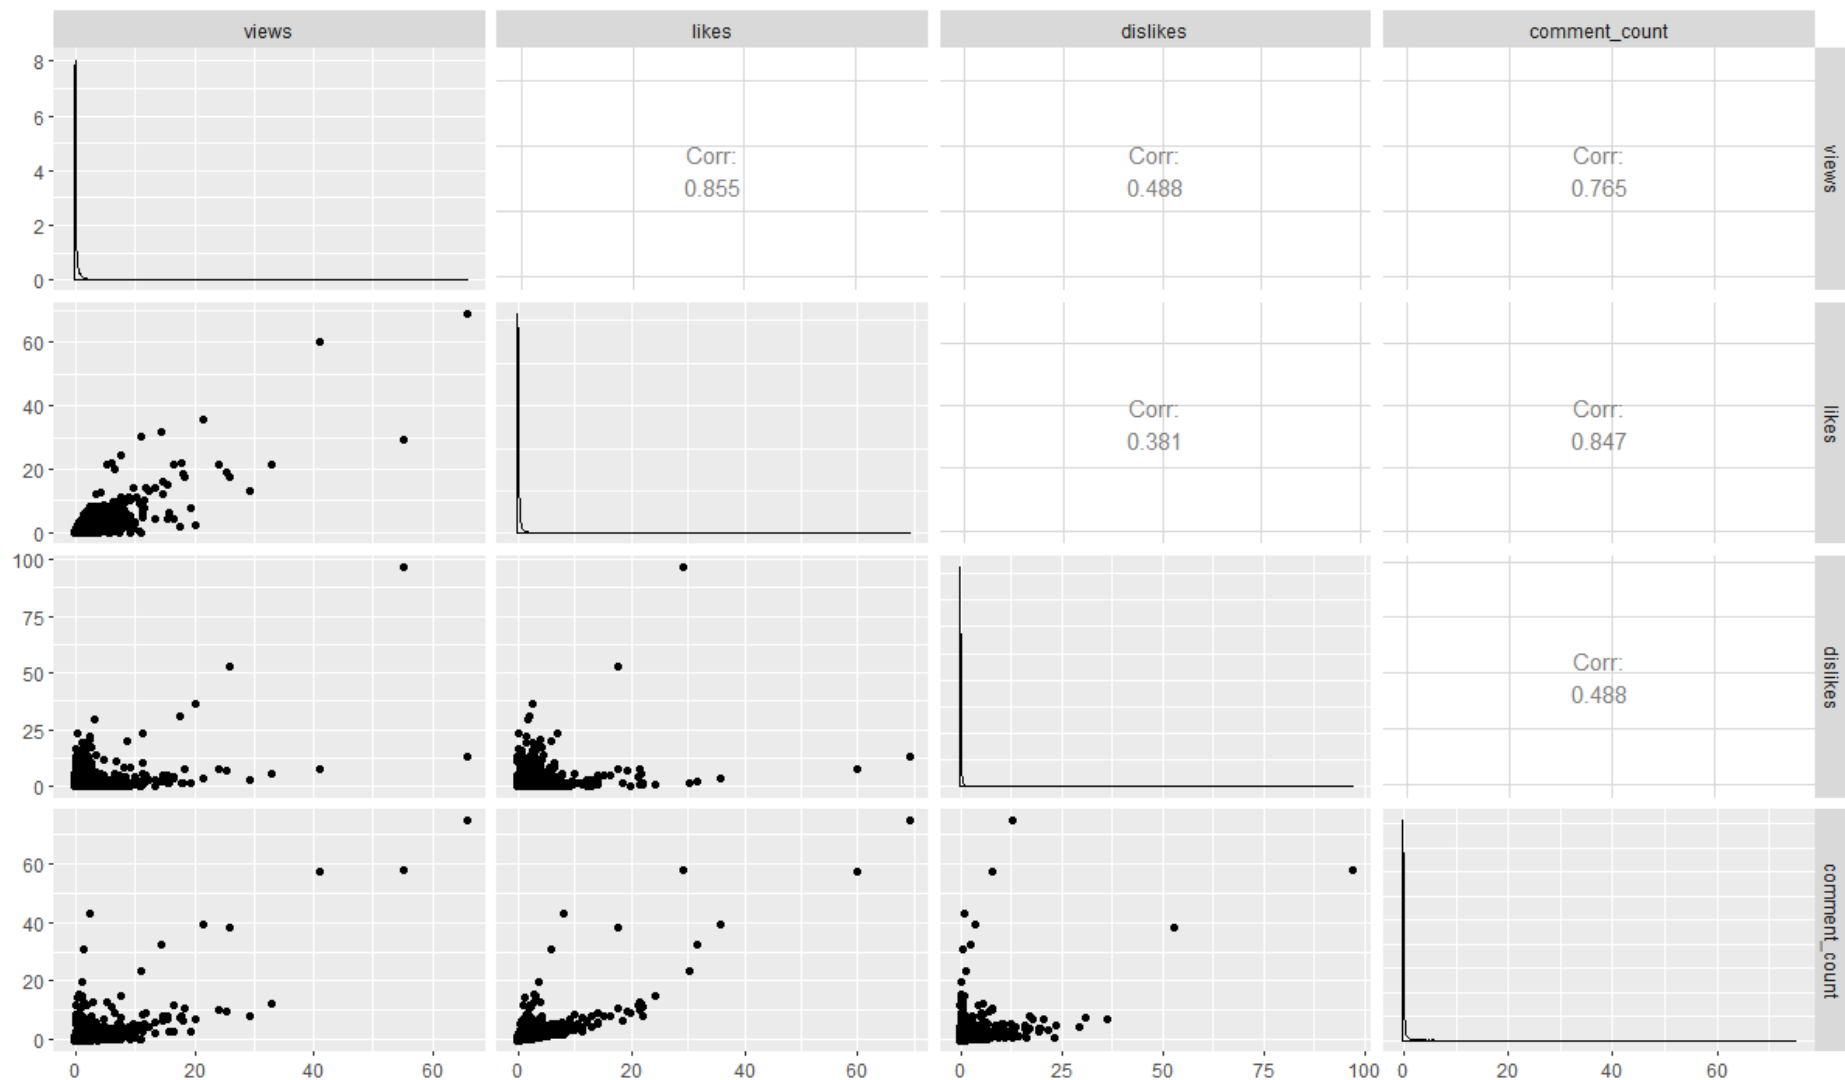 views likes dislikes comment_count
8
6
4
2
0
Corr:
0.855
Corr:
0.488
Corr:
0.765
views
60
40
20
0
Corr:
0.381
Corr:
0.847
likes
100
75
50
25
0
Corr:
0.488
dislikes
60
40
20
0
comment_count
0 20 40 60 0 20 40 60 0 25 50 75 100 0 20 40 60